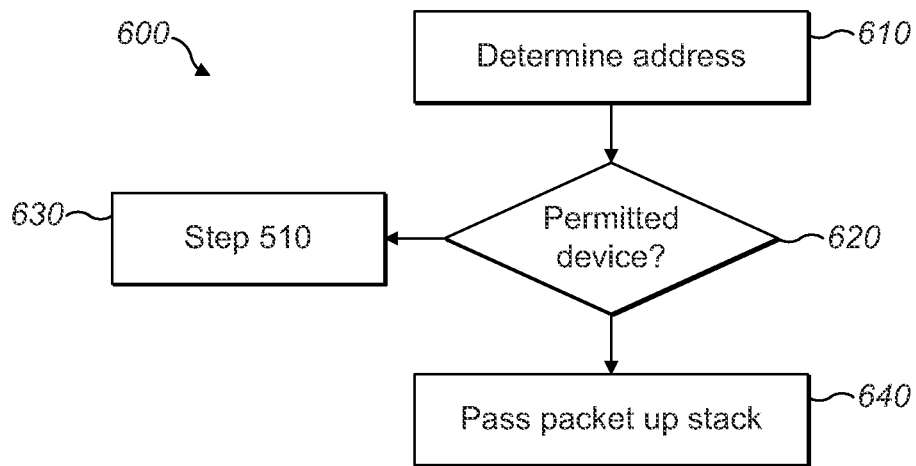 600
610
Determine address
630
Step 510
Permitted
device?
620
640
Pass packet up stack